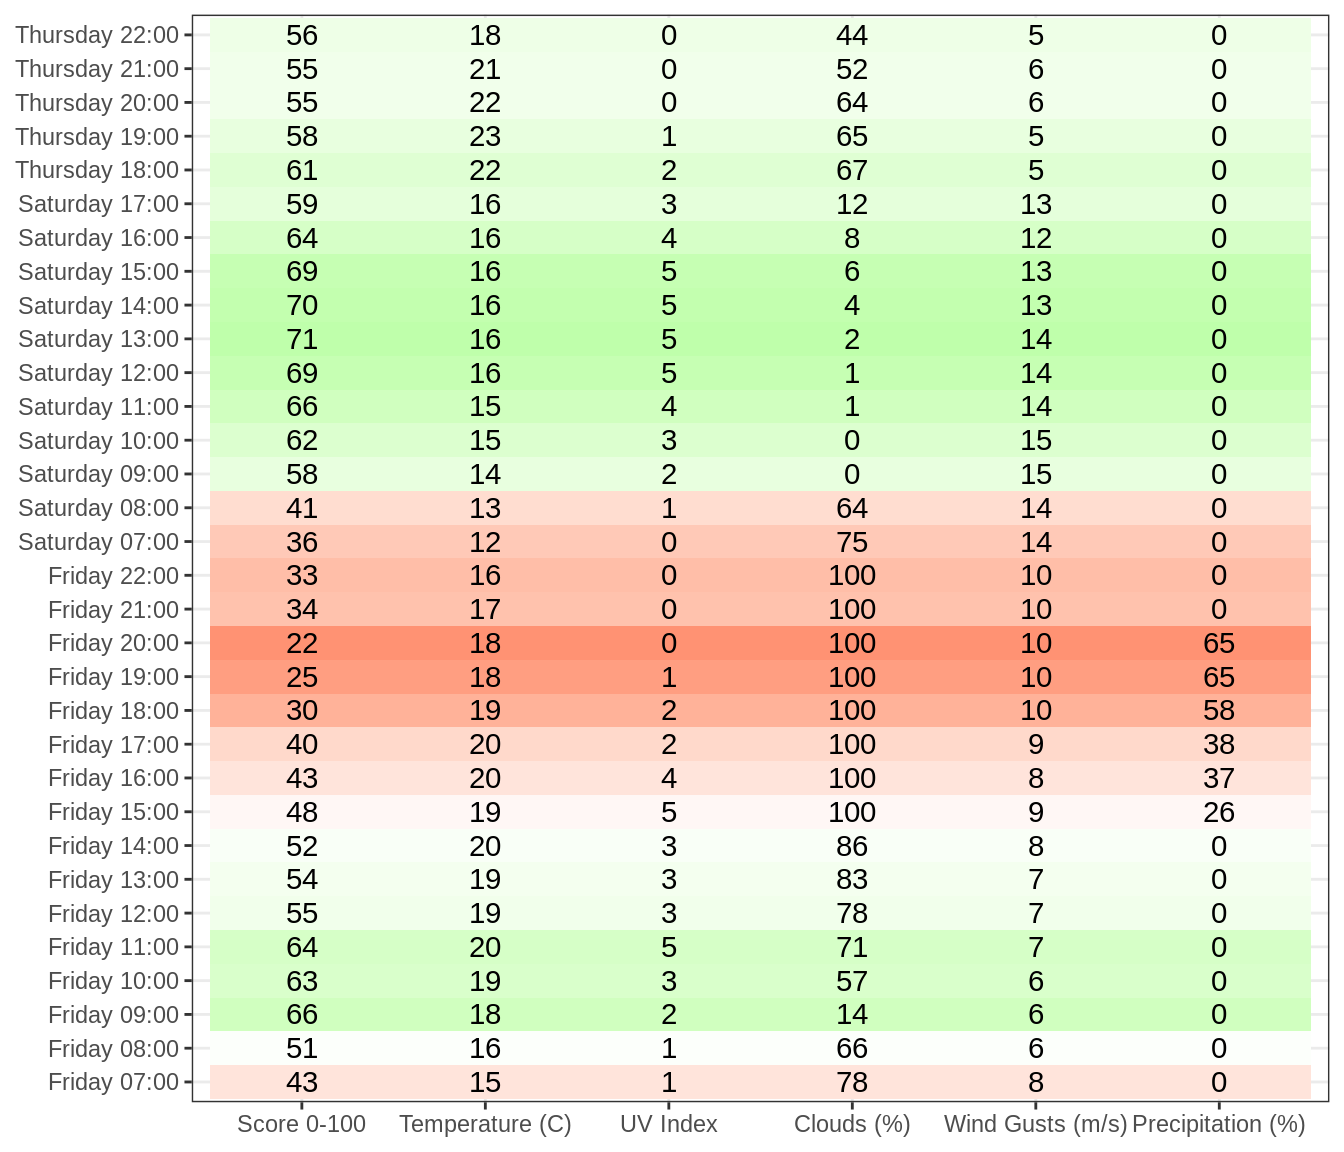 Thursday 22:00 56 18 0 44 5 0
Thursday 21:00 55 21 0 52 6 0
Thursday 20:00 55 22 0 64 6 0
Thursday 19:00 58 23 1 65 5 0
Thursday 18:00 61 22 2 67 5 0
Saturday 17:00 59 16 3 12 13 0
Saturday 16:00 64 16 4 8 12 0
Saturday 15:00 69 16 5 6 13 0
Saturday 14:00 70 16 5 4 13 0
Saturday 13:00 71 16 5 2 14 0
Saturday 12:00 69 16 5 1 14 0
Saturday 11:00 66 15 4 1 14 0
Saturday 10:00 62 15 3 0 15 0
Saturday 09:00 58 14 2 0 15 0
Saturday 08:00 41 13 1 64 14 0
Saturday 07:00 36 12 0 75 14 0
Friday 22:00 33 16 0 100 10 0
Friday 21:00 34 17 0 100 10 0
Friday 20:00 22 18 0 100 10 65
Friday 19:00 25 18 1 100 10 65
Friday 18:00 30 19 2 100 10 58
Friday 17:00 40 20 2 100 9 38
Friday 16:00 43 20 4 100 8 37
Friday 15:00 48 19 5 100 9 26
Friday 14:00 52 20 3 86 8 0
Friday 13:00 54 19 3 83 7 0
Friday 12:00 55 19 3 78 7 0
Friday 11:00 64 20 5 71 7 0
Friday 10:00 63 19 3 57 6 0
Friday 09:00 66 18 2 14 6 0
Friday 08:00 51 16 1 66 6 0
Friday 07:00 43 15 1 78 8 0
Score 0-100 Temperature (C) UV Index Clouds (%) Wind Gusts (m/s) Precipitation (%)